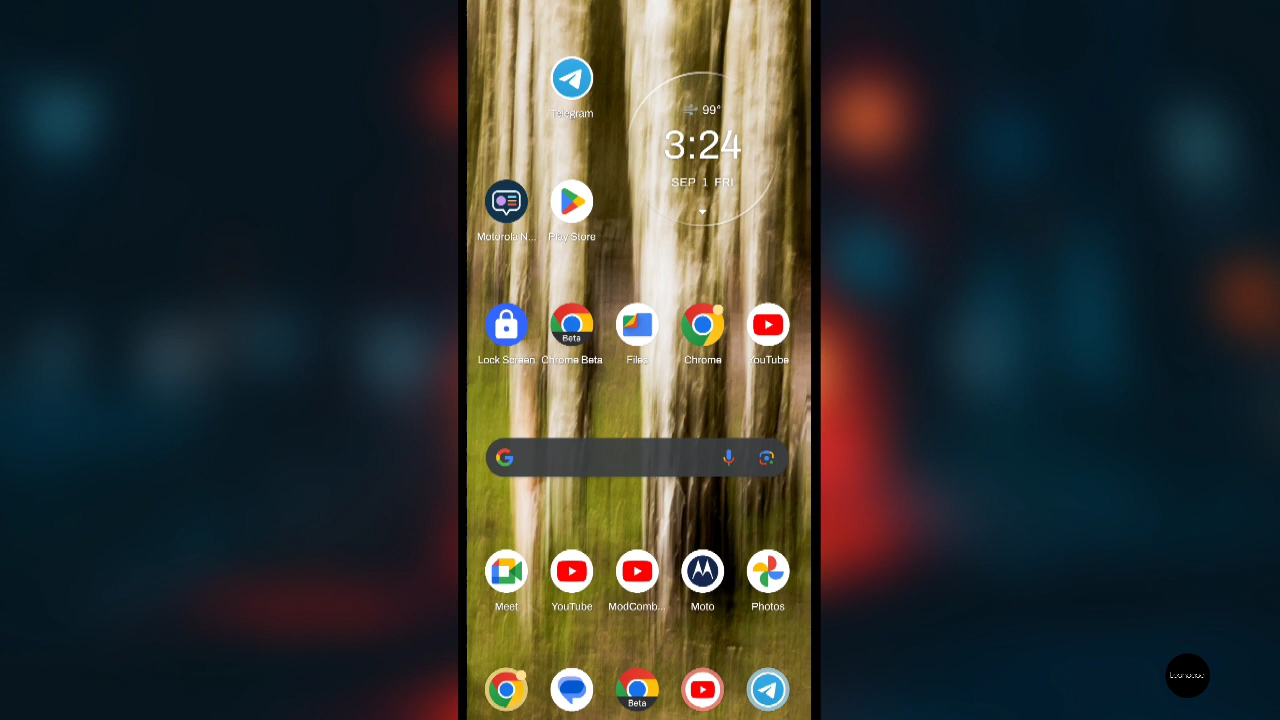 Telegram
99°
3:24
SEP 1 FRI
Motorola N...
Play Store
Lock Screen
Beta
Chrome Beta
Files
Chrome
YouTube
Meet
YouTube
ModComb...
Moto
Photos
Beta